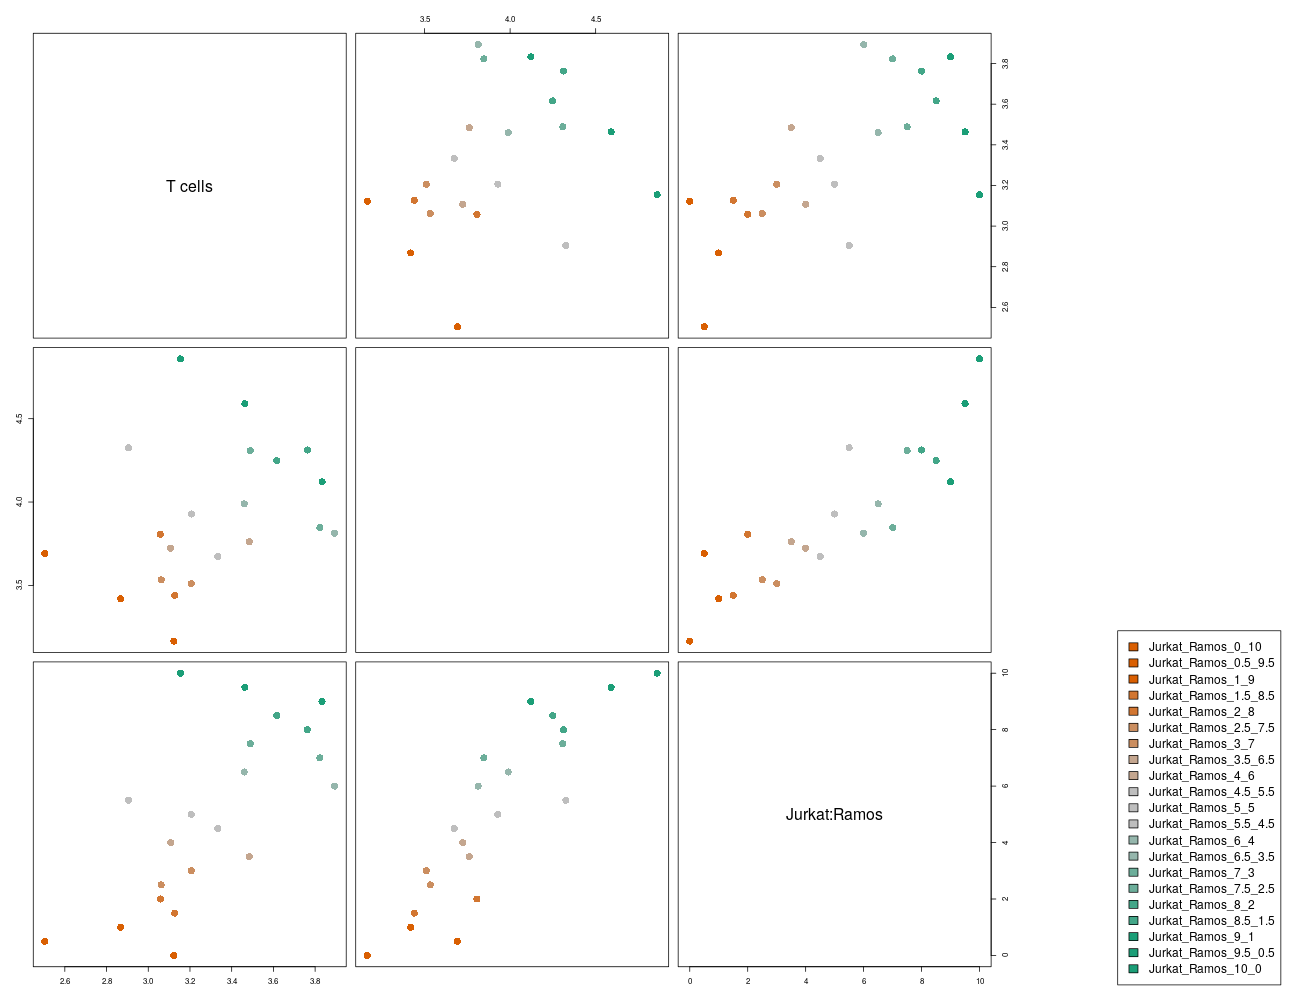 3.5 4.0 4.5
T cells
2.6 2.8 3.0 3.2 3.4 3.6 3.8
3.5 4.0 4.5
Jurkat:Ramos
0 2 4 6 8 10
2.6 2.8 3.0 3.2 3.4 3.6 3.8
0 2 4 6 8 10
Jurkat_Ramos_0_10
Jurkat_Ramos_0.5_9.5
Jurkat_Ramos_1_9
Jurkat_Ramos_1.5_8.5
Jurkat_Ramos_2_8
Jurkat_Ramos_2.5_7.5
Jurkat_Ramos_3_7
Jurkat_Ramos_3.5_6.5
Jurkat_Ramos_4_6
Jurkat_Ramos_4.5_5.5
Jurkat_Ramos_5_5
Jurkat_Ramos_5.5_4.5
Jurkat_Ramos_6_4
Jurkat_Ramos_6.5_3.5
Jurkat_Ramos_7_3
Jurkat_Ramos_7.5_2.5
Jurkat_Ramos_8_2
Jurkat_Ramos_8.5_1.5
Jurkat_Ramos_9_1
Jurkat_Ramos_9.5_0.5
Jurkat_Ramos_10_0